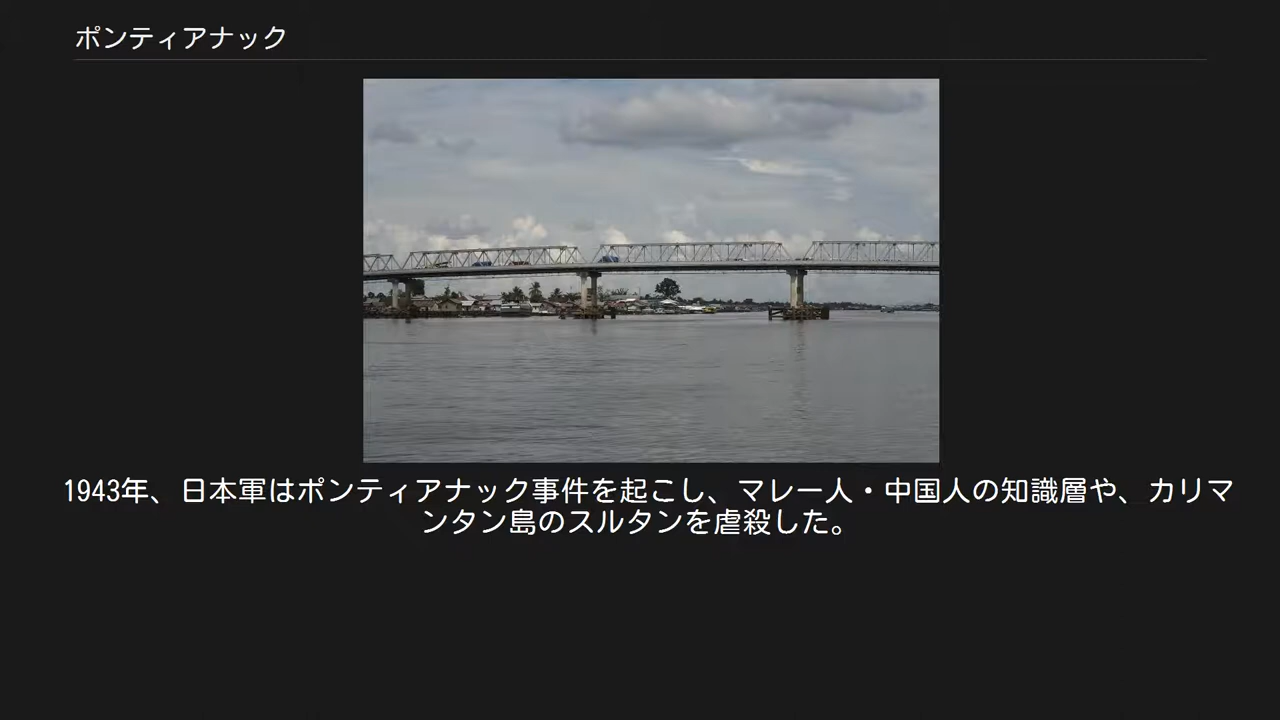 ポンティアナック
1943年、日本軍はポンティアナック事件を起こし、マレー人・中国人の知識層や、カリマ
ンタン島のスルタンを虐殺した。